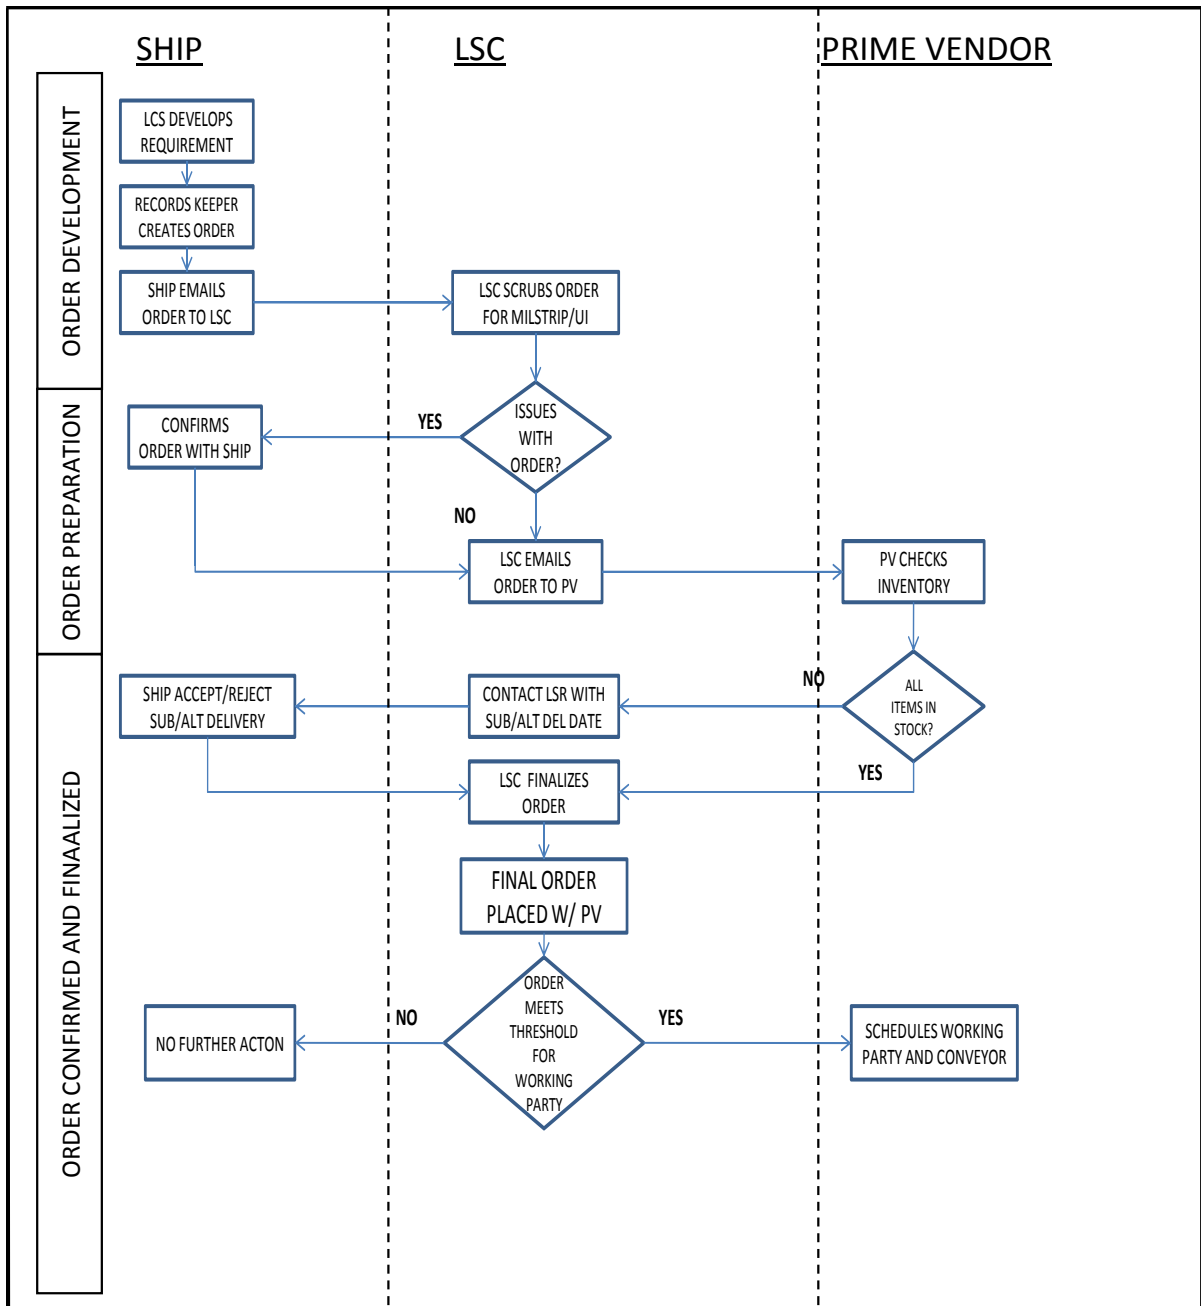 SHIP
LSC
PRIME VENDOR
ORDER DEVELOPMENT
LCS DEVELOPS
REQUIREMENT
RECORDS KEEPER
CREATES ORDER
SHIP EMAILS
ORDER TO LSC
LSC SCRUBS ORDER
FOR MILSTRIP/UI
ORDER PREPARATION
CONFIRMS
ORDER WITH SHIP
YES
ISSUES
WITH
ORDER?
NO
LSC EMAILS
ORDER TO PV
PV CHECKS
INVENTORY
ORDER CONFIRMED AND FINAALIZED
SHIP ACCEPT/REJECT
SUB/ALT DELIVERY
CONTACT LSR WITH
SUB/ALT DEL DATE
NO
ALL
ITEMS IN
STOCK?
YES
LSC FINALIZES
ORDER
FINAL ORDER
PLACED W/ PV
NO FURTHER ACTON
NO
ORDER
MEETS
THRESHOLD
FOR
WORKING
PARTY
YES
SCHEDULES WORKING
PARTY AND CONVEYOR